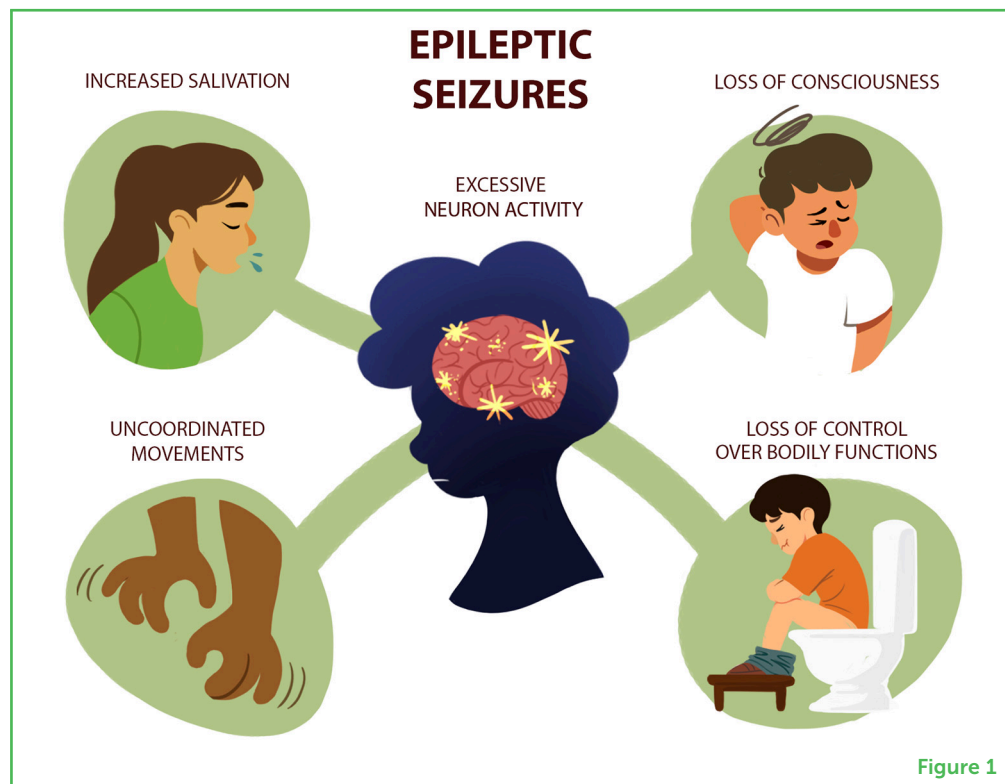 EPILEPTIC
SEIZURES
INCREASED SALIVATION
LOSS OF CONSCIOUSNESS
EXCESSIVE
NEURON ACTIVITY
UNCOORDINATED
MOVEMENTS
LOSS OF CONTROL
OVER BODILY FUNCTIONS
Figure 1